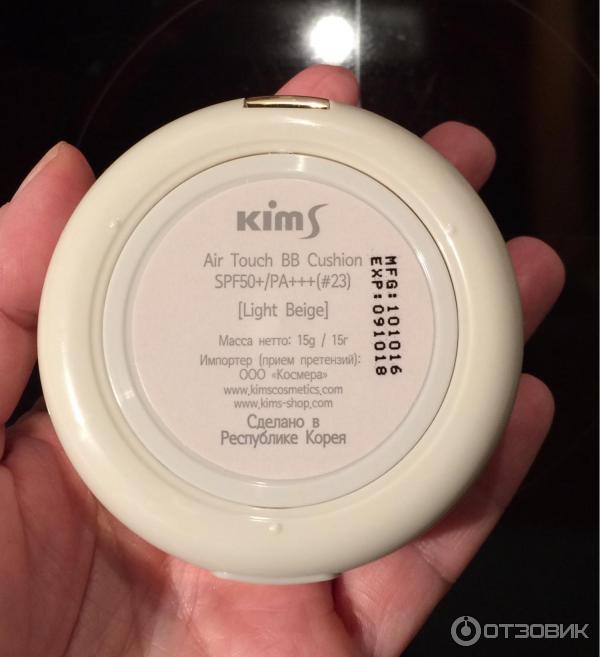 Kims
Air Touch BB Cushion
SPF50+/PA+++(#23)
[Light Beige]
Масса нетто: 15g / 15г
Импортер (прием претензий):
ООО «Космера»
www.kimscosmetics.com
www.kims-shop.com
Сделано в
Республике Корея
MFG:101016
EXP:091018
ОТЗОВИК